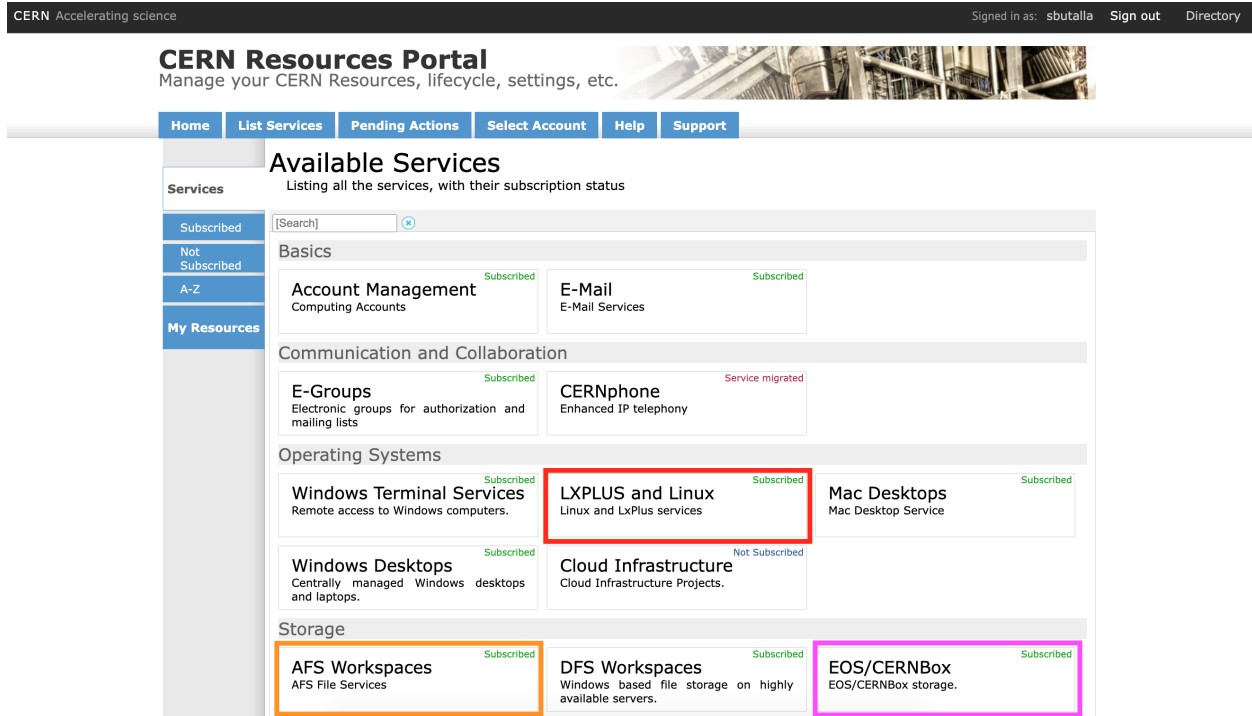 CERN Accelerating science
Signed in as: sbutalla Sign out Directory
CERN Resources Portal
Manage your CERN Resources, lifecycle, settings, etc.
Home List Services Pending Actions Select Account Help Support
Services
Subscribed
Not
Subscribed
A-Z
My Resources
Available Services
Listing all the services, with their subscription status
[Search]
Basics
Subscribed
Account Management
Computing Accounts
Subscribed
E-Mail
E-Mail Services
Communication and Collaboration
Subscribed
E-Groups
Electronic groups for authorization and
mailing lists
Service migrated
CERNphone
Enhanced IP telephony
Operating Systems
Subscribed
Windows Terminal Services
Remote access to Windows computers.
Subscribed
LXPLUS and Linux
Linux and LxPlus services
Subscribed
Mac Desktops
Mac Desktop Service
Subscribed
Windows Desktops
Centrally managed Windows desktops
and laptops.
Not Subscribed
Cloud Infrastructure
Cloud Infrastructure Projects.
Storage
Subscribed
AFS Workspaces
AFS File Services
Subscribed
DFS Workspaces
Windows based file storage on highly
available servers.
Subscribed
EOS/CERNBox
EOS/CERNBox storage.